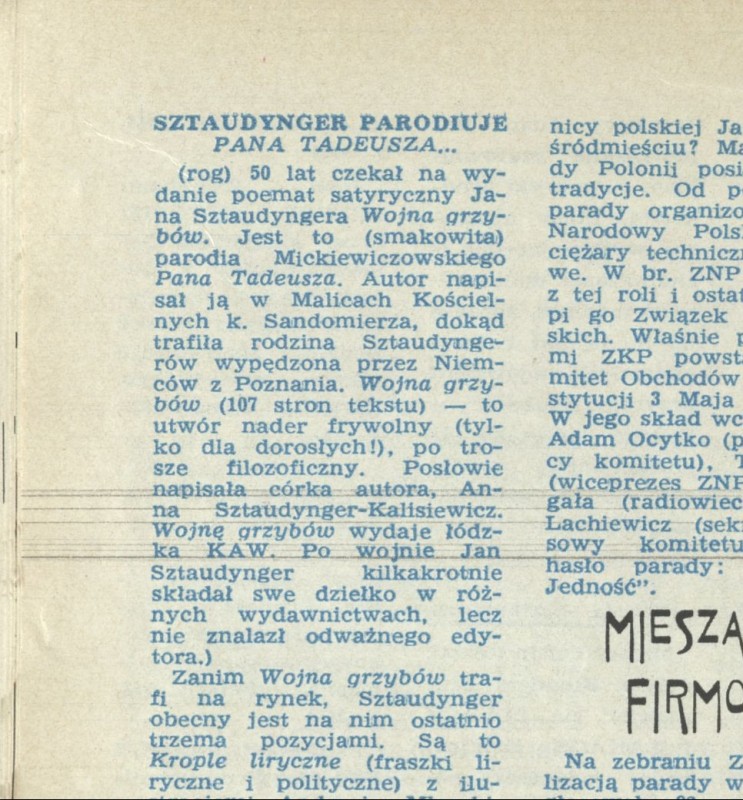 SZTAUDYNGER PARODIUJE
PANA TADEUSZA...
(rog) 50 lat czekał na wy-
danie poemat satyryczny Ja-
na Sztaudyngera Wojna grzy-
bów. Jest to (smakowita)
parodia Mickiewiczowskiego
Pana Tadeusza. Autor napi-
sał ją w Malicach Kościel-
nych k. Sandomierza, dokąd
trafiła rodzina Sztaudynge-
rów wypędzona przez Niem-
ców z Poznania. Wojna grzy-
bów (107 stron tekstu) — to
utwór nader frywolny (tyl-
ko dla dorosłych!), po tro-
sze filozoficzny. Posłowie
napisała córka autora, An-
na Sztaudynger-Kalisiewicz.
Wojnę grzybów wydaje łódz-
ka KAW. Po wojnie Jan
Sztaudynger kilkakrotnie
składał swe dziełko w róż-
nych wydawnictwach, lecz
nie znalazł odważnego edy-
tora.)
Zanim Wojna grzybów tra-
fi na rynek, Sztaudynger
obecny jest na nim ostatnio
trzema pozycjami. Są to
Krople liryczne (fraszki li-
ryczne i polityczne) z ilu-
nicy polskiej Ja
śródmieściu? Ma
dy Polonii posi
tradycje. Od p
parady organizo
Narodowy Pols
ciężary techniczn
we. W br. ZNP
z tej roli i ostat
pi go Związek
skich. Właśnie p
mi ZKP powst
mitet Obchodów
stytucji 3 Maja
W jego skład wc
Adam Ocytko (p
cy komitetu), T
(wiceprezes ZNP
gała (radiowiec
Lachiewicz (sek
sowy komitetu
hasło parady:
Jedność".
MIESZA
FIRMO
Na zebraniu Z
lizacją parady w